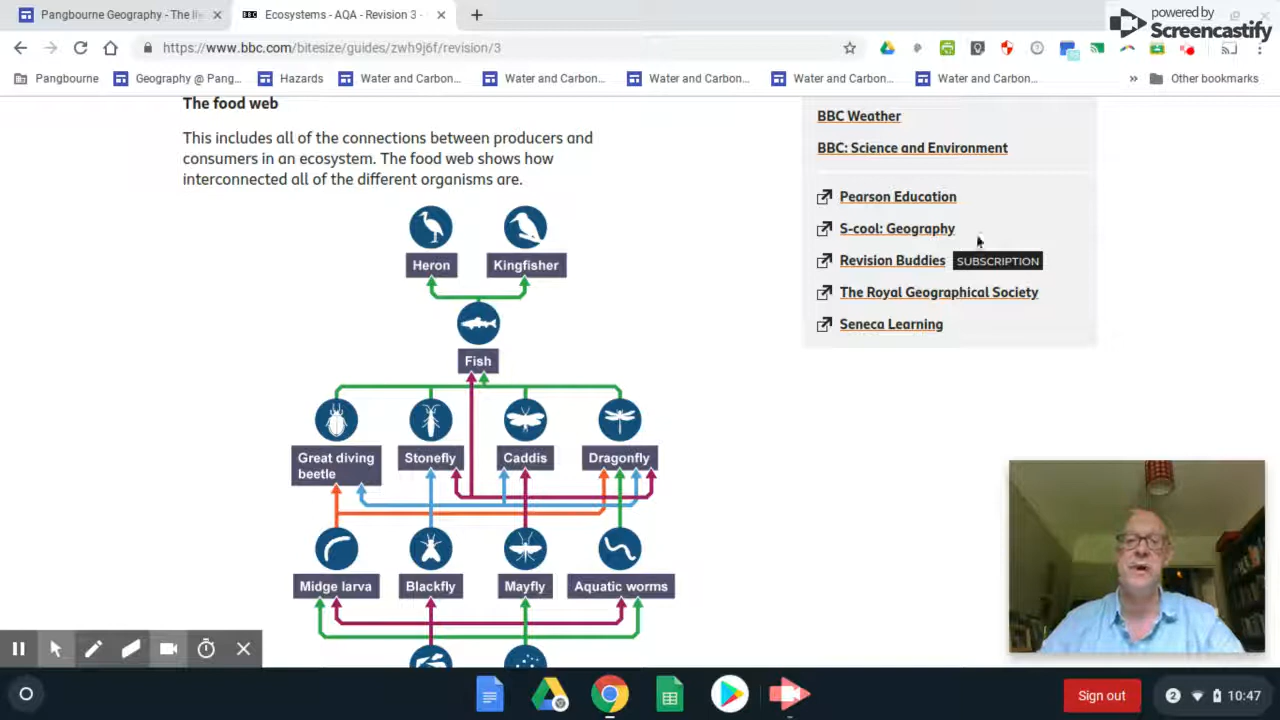 Pangbourne Geography - The
Ecosystems - AQA - Revision 3 -
powered by
Screencastify
https://www.bbc.com/bitesize/guides/zwh9j6f/revision/3
Pangbourne
Geography @ Pang...
Hazards
Water and Carbon...
Water and Carbon...
Water and Carbon...
Water and Carbon...
Water and Carbon...
Other bookmarks
The food web
This includes all of the connections between producers and
consumers in an ecosystem. The food web shows how
interconnected all of the different organisms are.
Heron
Kingfisher
Fish
Great diving
beetle
Stonefly
Caddis
Dragonfly
Midge larva
Blackfly
Mayfly
Aquatic worms
BBC Weather
BBC: Science and Environment
Pearson Education
S-cool: Geography
Revision Buddies SUBSCRIPTION
The Royal Geographical Society
Seneca Learning
Sign out
2
10:47